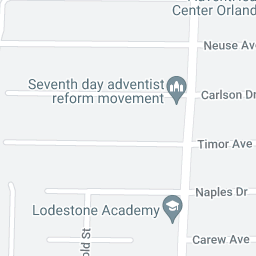 Center Orlan
Neuse Ave
Seventh day adventist
reform movement
Carlson Dr
Timor Ave
Naples Dr
Lodestone Academy
old St
Carew Ave